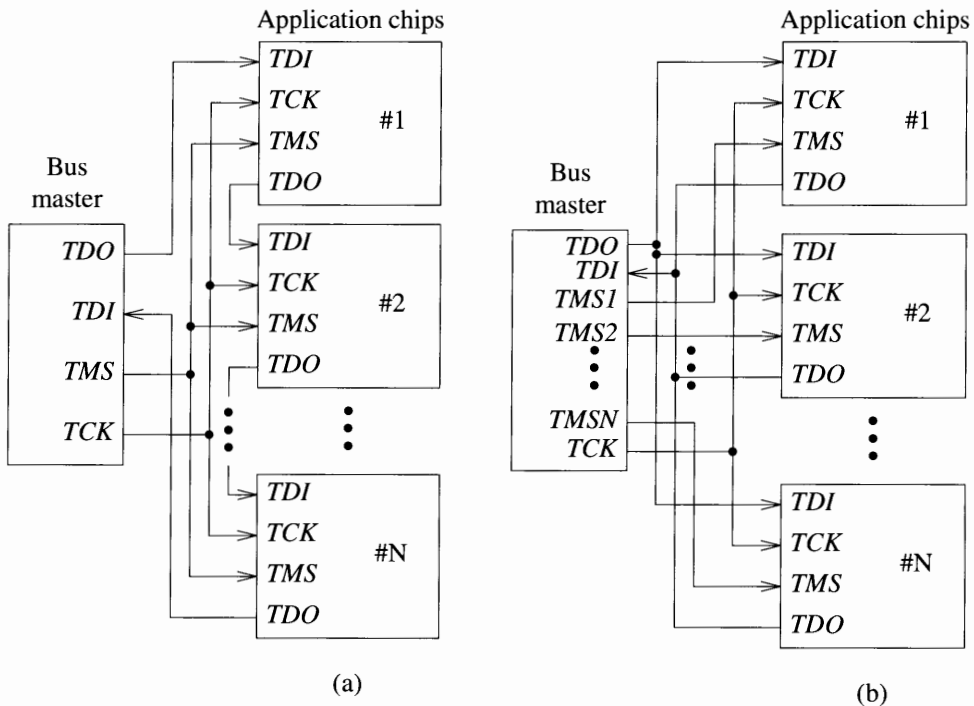 Application chips
TDI
TCK
#1
TMS
TDO
Bus
master
TDO
TDI
TMS
TCK
TDI
TCK
#2
TMS
TDO
TDI
TCK
#N
TMS
TDO
(a)
Application chips
TDI
TCK
#1
TMS
TDO
Bus
master
TDO
TDI
TMS1
TMS2
TMSN
TCK
TDI
TCK
#2
TMS
TDO
TDI
TCK
#N
TMS
TDO
(b)